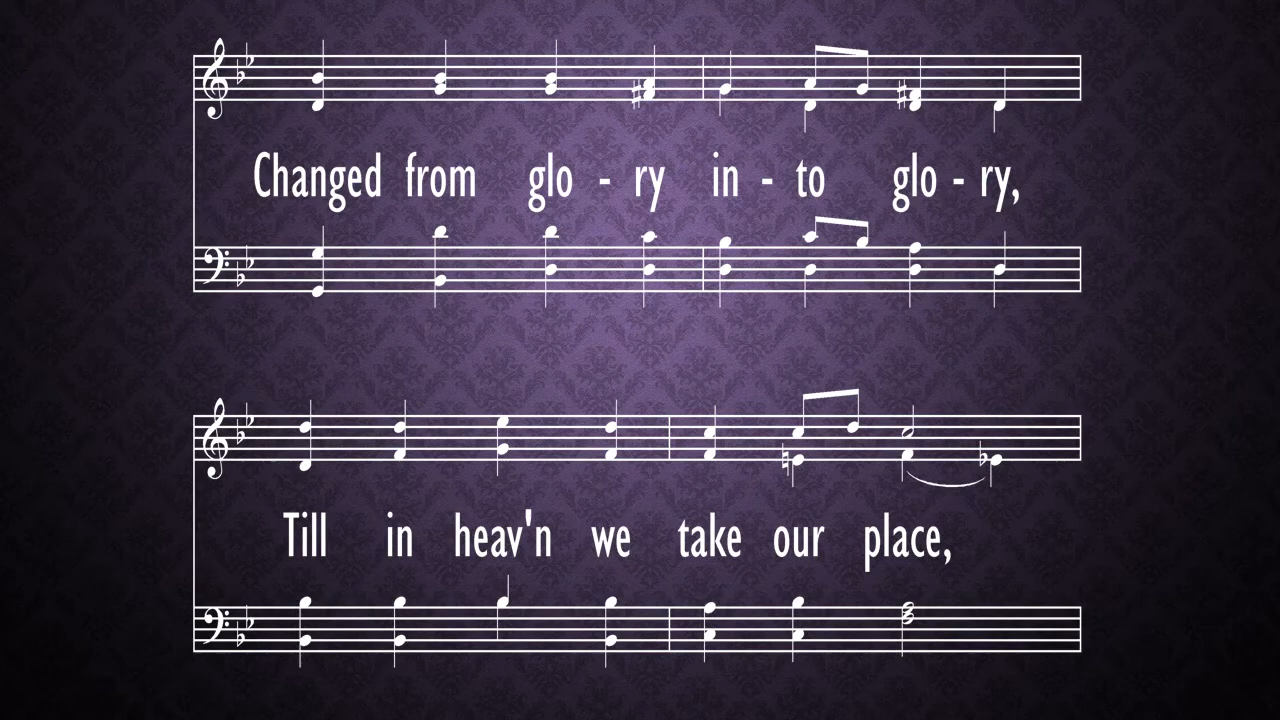 Changed from glo - ry in - to glo - ry,
Till in heav'n we take our place,